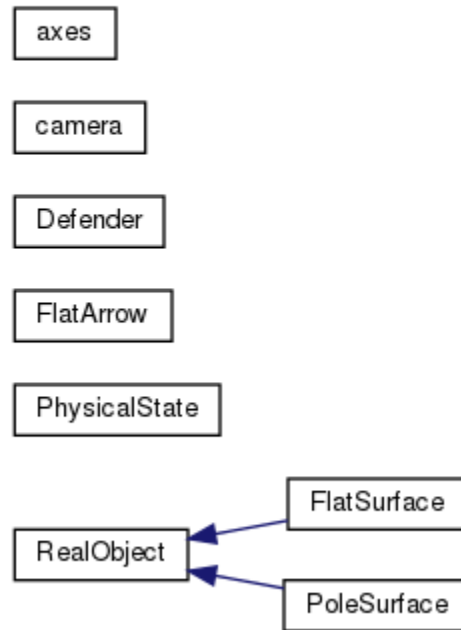 axes
camera
Defender
FlatArrow
PhysicalState
FlatSurface
RealObject
PoleSurface